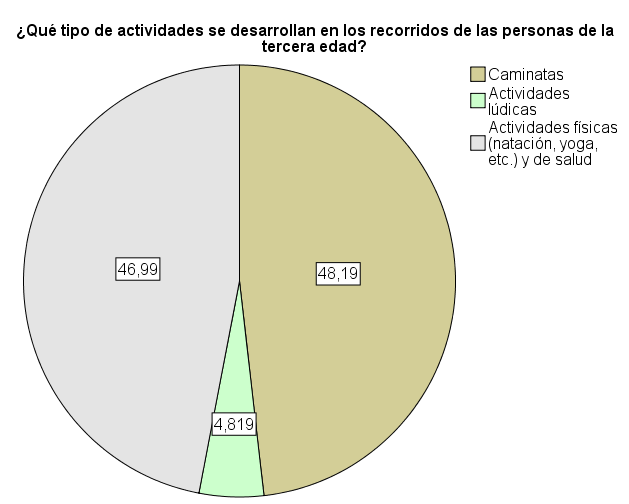 ¿Qué tipo de actividades se desarrollan en los recorridos de las personas de la
tercera edad?
Caminatas
Actividades
lúdicas
Actividades físicas
(natación, yoga,
etc.) y de salud
46,99
48,19
4,819